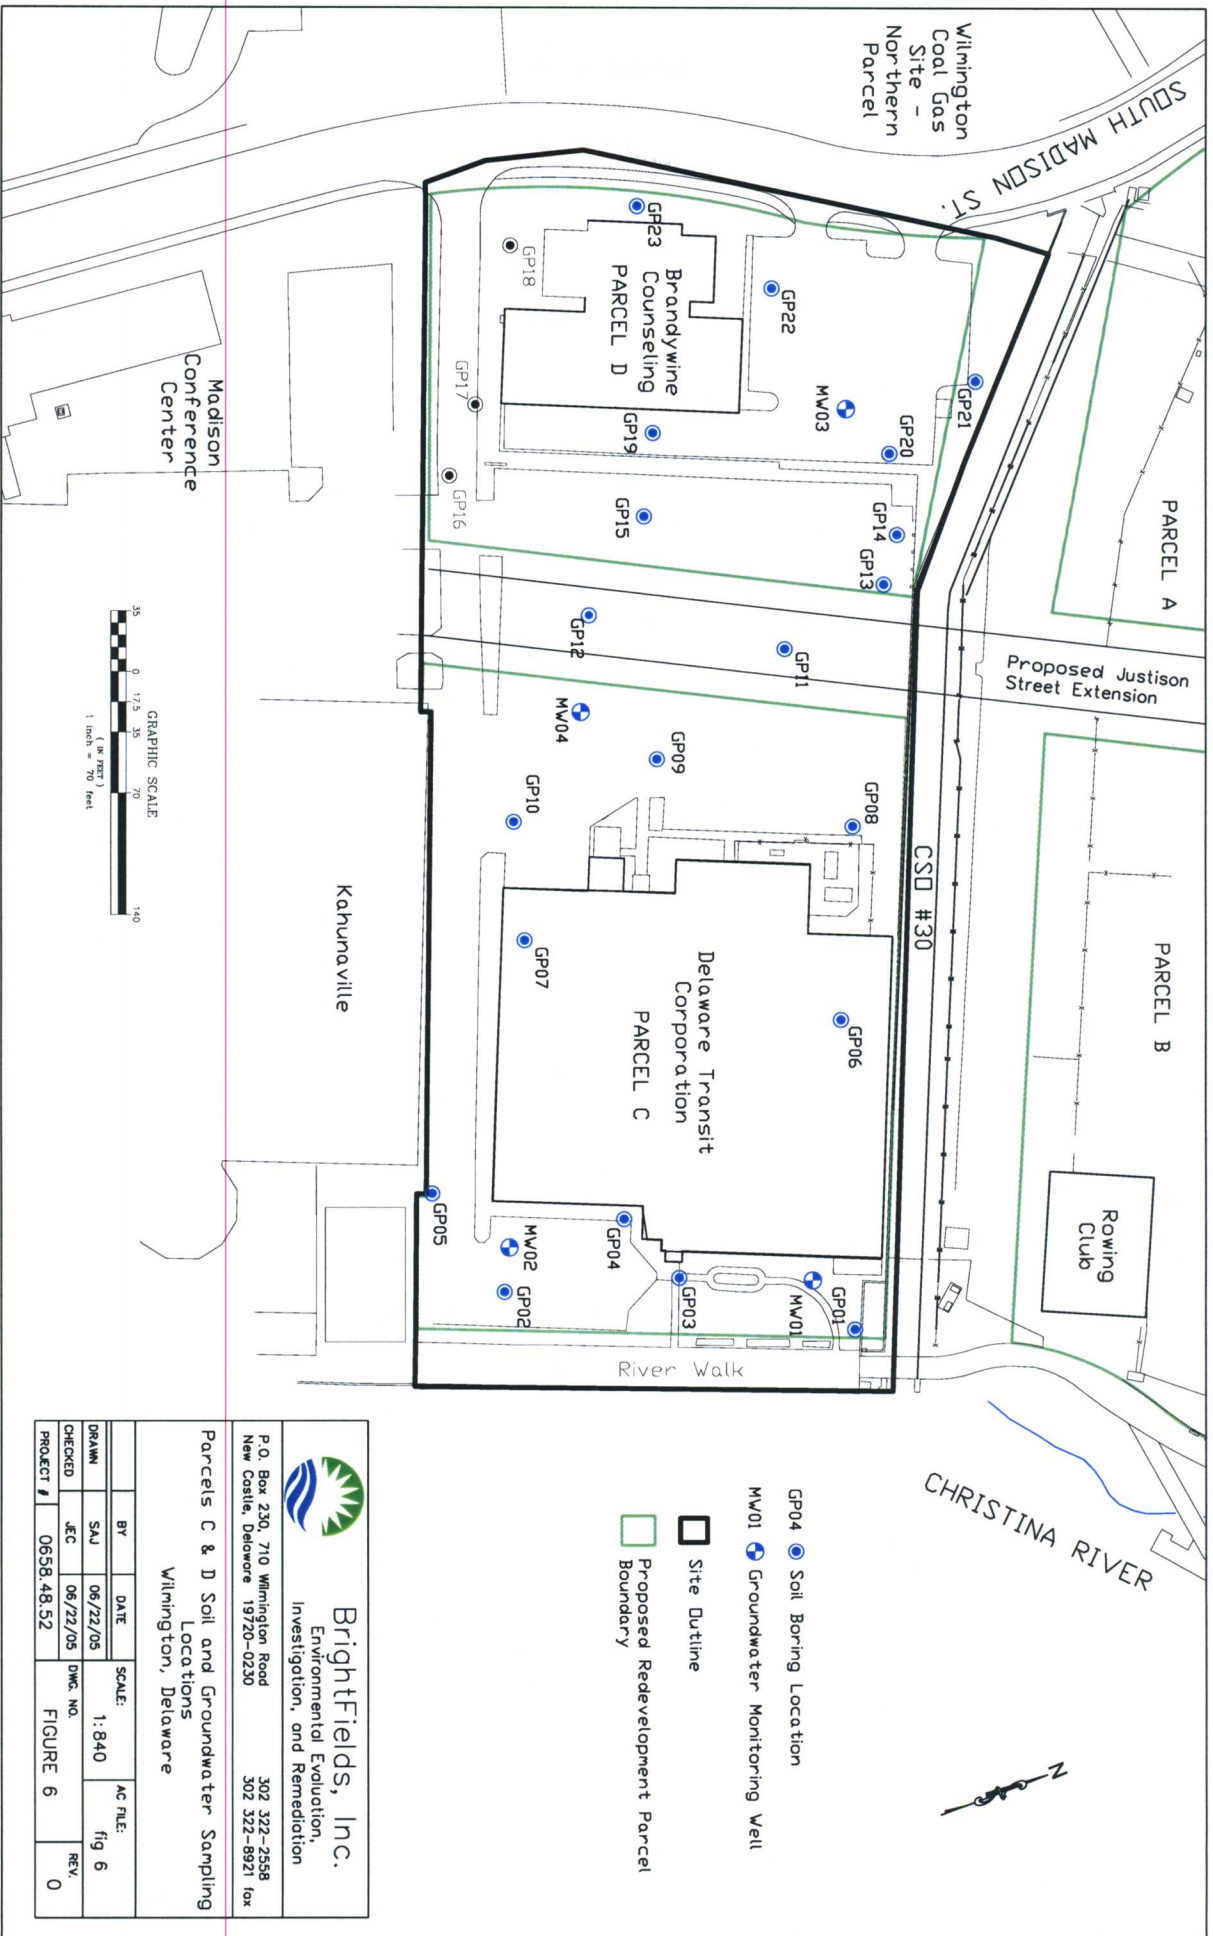 Wilmington
Coal Gas
Site -
Northern
Parcel
SOUTH MADISON ST.
PARCEL A
Proposed Justison
Street Extension
PARCEL B
Rowing
Club
CSO #30
CHRISTINA RIVER
GP23
GP18
Brandywine
Counseling
PARCEL D
GP22
GP21
MW03
GP20
GP19
GP17
GP16
GP15
GP14
GP13
GP12
GP11
MW04
GP09
GP08
GP10
GP07
GP06
Delaware Transit
Corporation
PARCEL C
GP05
GP04
MW02
GP02
GP03
MW01
GP01
River Walk
Madison
Conference
Center
Kahunaville
GRAPHIC SCALE
35 0 17.5 35 70 140
( IN FEET )
1 inch = 70 feet
N
GP04 Soil Boring Location
MW01 Groundwater Monitoring Well
Site Outline
Proposed Redevelopment Parcel
Boundary
BrightFields, Inc.
Environmental Evaluation,
Investigation, and Remediation
P.O. Box 230, 710 Wilmington Road 302 322-2558
New Castle, Delaware 19720-0230 302 322-8921 fax
Parcels C & D Soil and Groundwater Sampling
Locations
Wilmington, Delaware
BY DATE SCALE: AC FILE:
DRAWN SAJ 06/22/05 1:840 fig 6
CHECKED JEC 06/22/05 DWG. NO. REV.
PROJECT # 0658.48.52 FIGURE 6 0